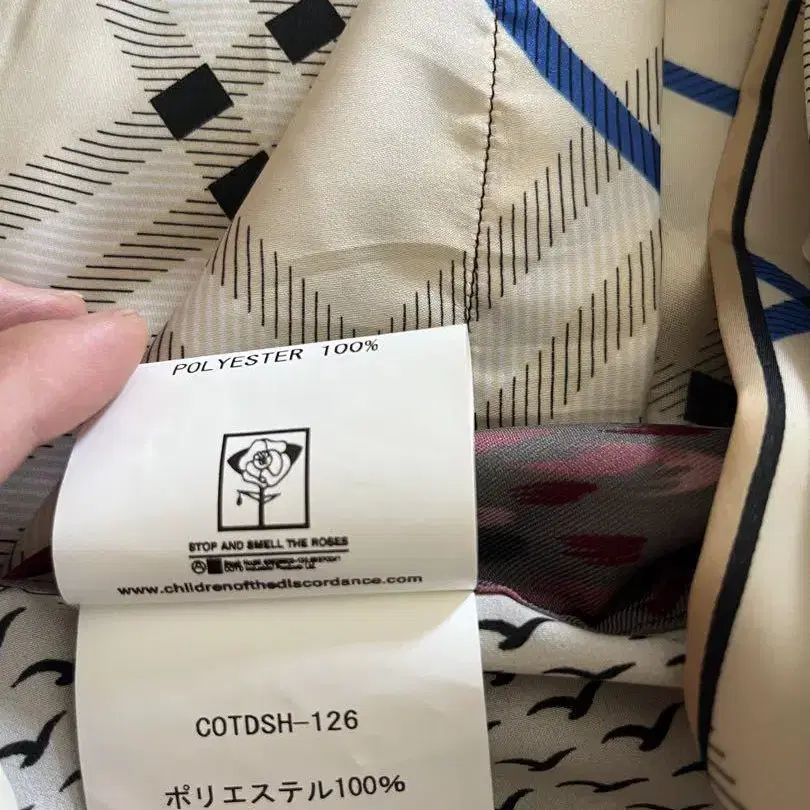 POLYESTER 100%
STOP AND SMELL THE ROSES
www.childrenofthediscordance.com
COTDSH-126
ポリエステル100%